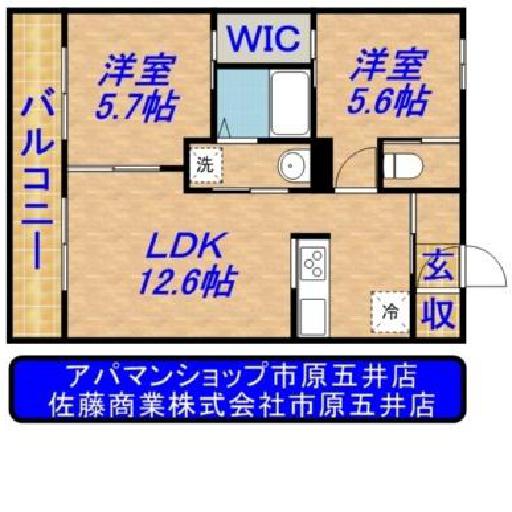 WIC
洋室
5.7帖
洋室
5.6帖
バルコニー
洗
LDK
12.6帖
冷
玄
収
アパマンショップ市原五井店
佐藤商業株式会社市原五井店